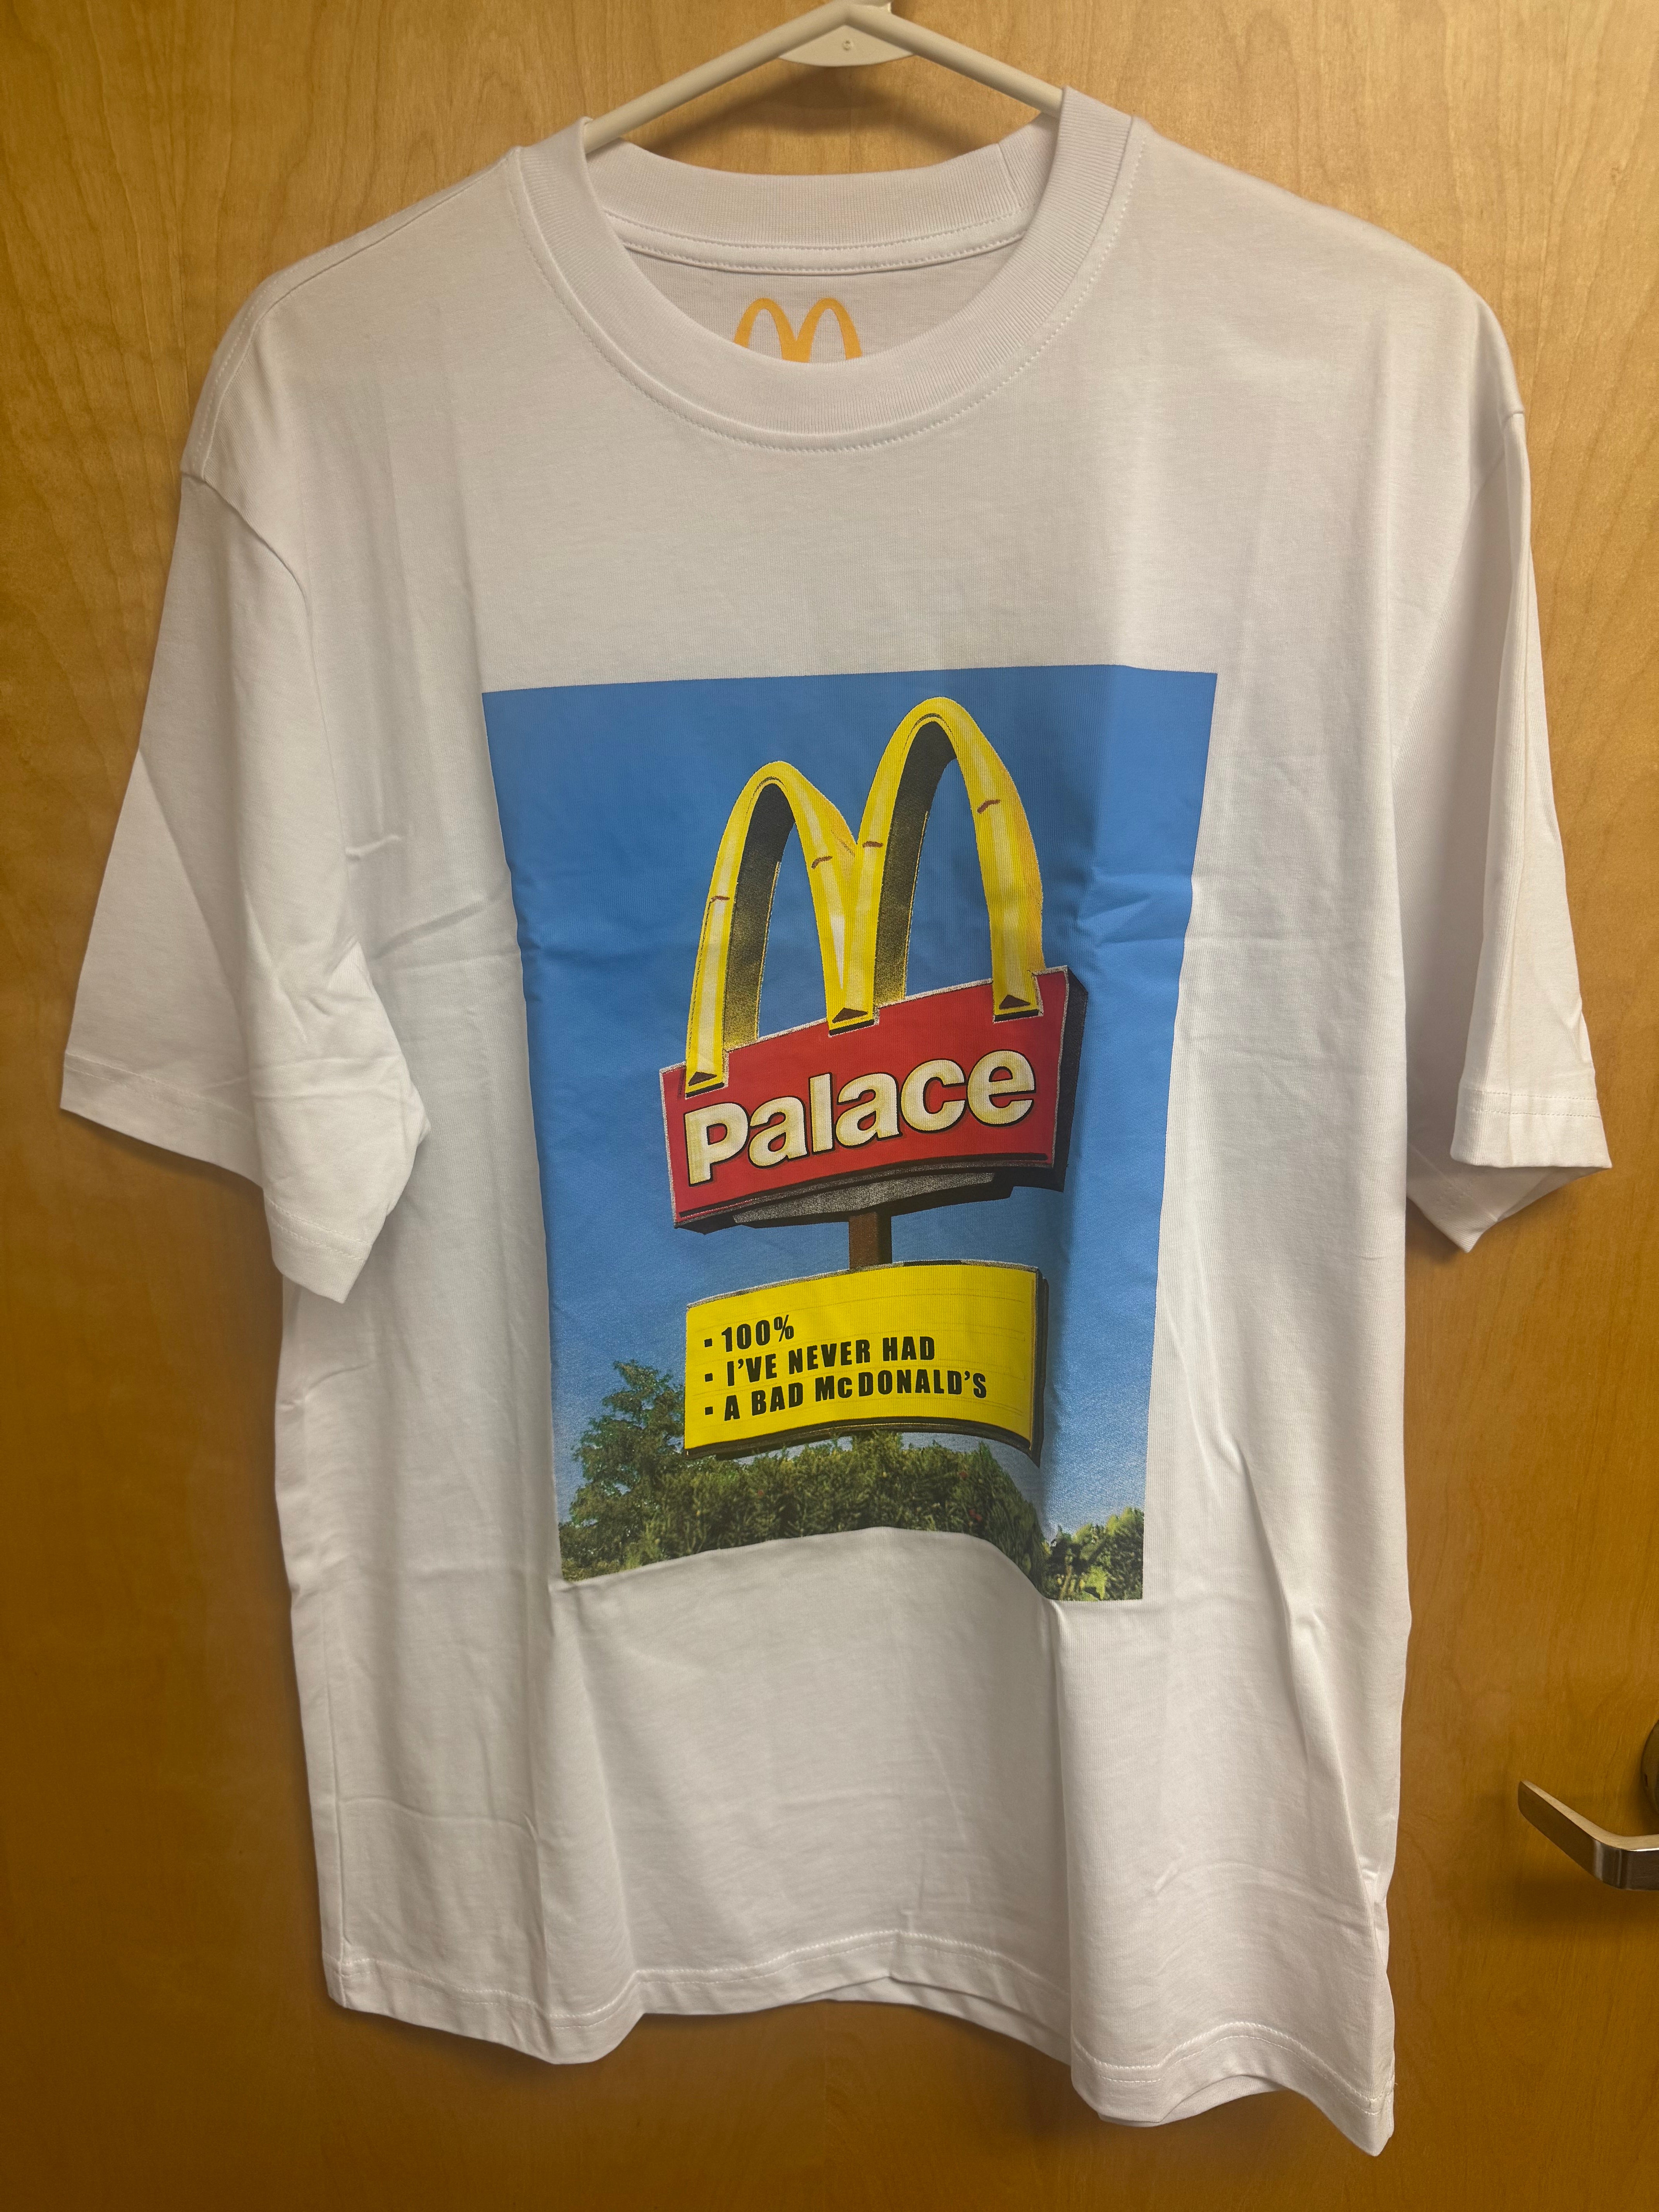 Palace
▪ 100%
▪ I'VE NEVER HAD
▪ A BAD McDONALD'S